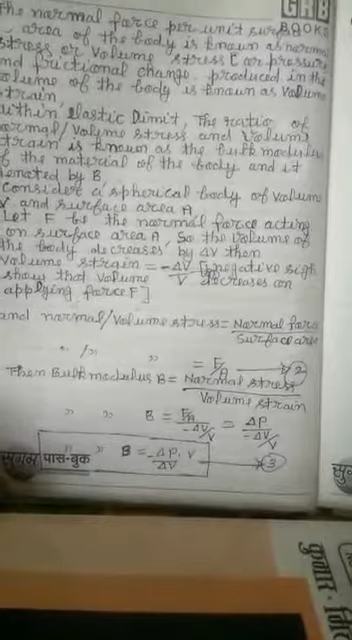 GRB
BOOKS
The normal force per unit surface
area of the body is known as normal
stress or volume stress [or pressure
and frictional change produced in the
volume of the body is known as volume
strain,
within elastic limit, The ratio of
normal/volume stress and volume
strain is known as the bulk modulus
of the material of the body and it
denoted by B
Consider a spherical body of volume
V and surface area A
Let F be the normal force acting
on surface area A, So the volume of
the body decreases by ΔV then
volume strain = -ΔV/V [negative sign
show that volume decreases on
applying force F]
and normal/volume stress = Normal force/Surface area
" /" " = F/A → 2
Then Bulk modulus B = Normal stress/Volume strain
" " B = F/A/-ΔV/V = ΔP/-ΔV/V
" " B = -ΔP.V/ΔV → 3
सुगम पास-बुक
कुमार